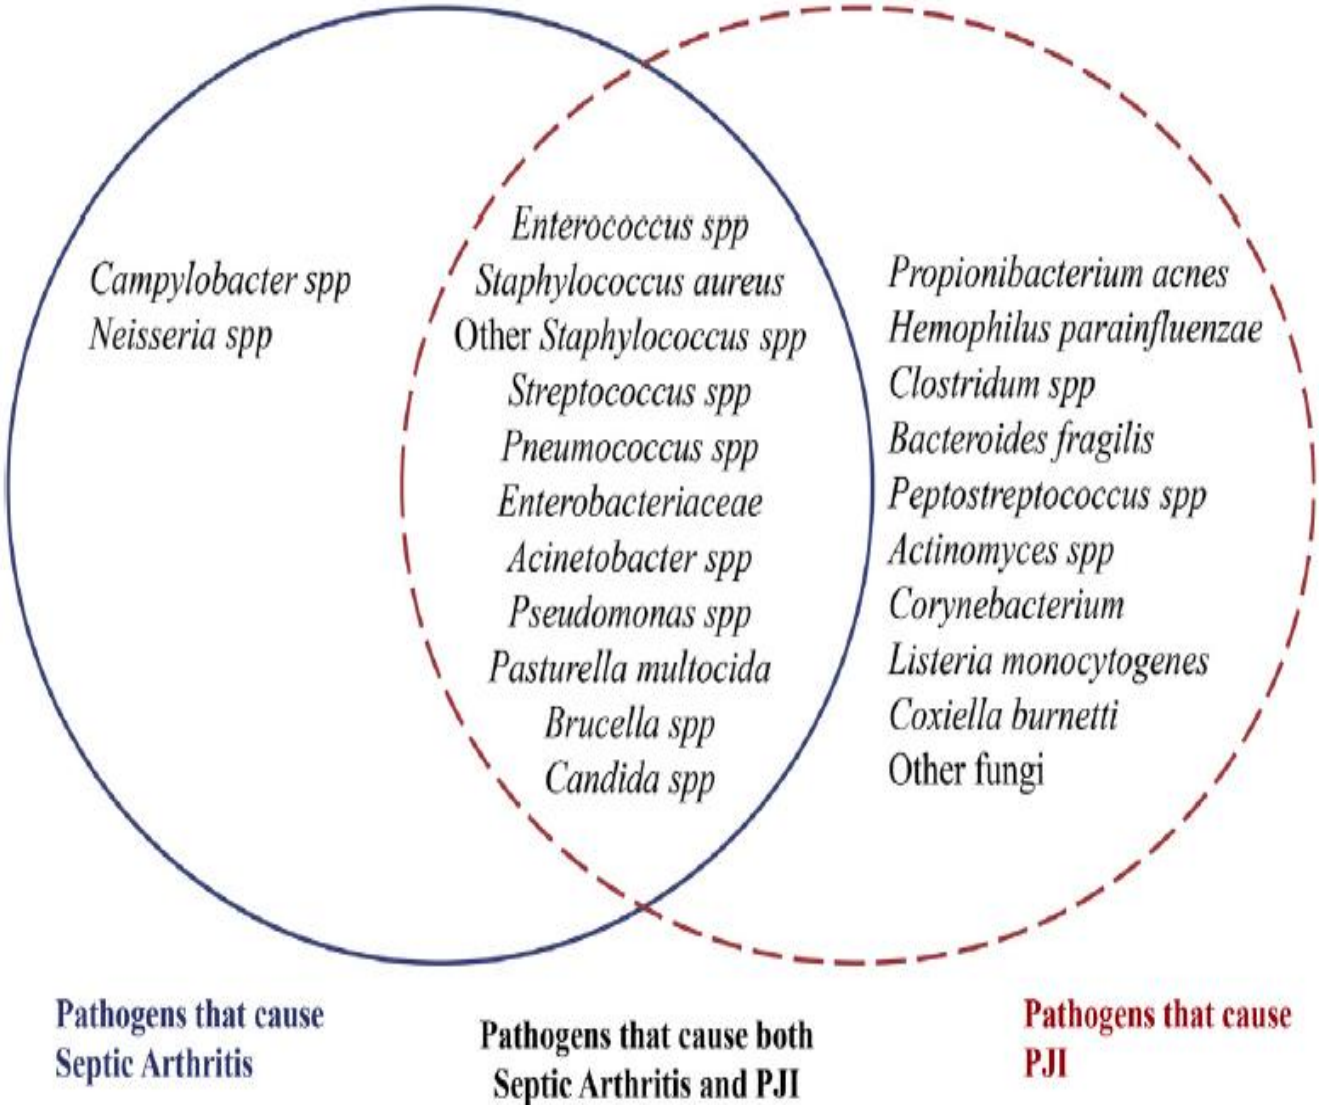 Campylobacter spp
Neisseria spp
Enterococcus spp
Staphylococcus aureus
Other Staphylococcus spp
Streptococcus spp
Pneumococcus spp
Enterobacteriaceae
Acinetobacter spp
Pseudomonas spp
Pasturella multocida
Brucella spp
Candida spp
Propionibacterium acnes
Hemophilus parainfluenzae
Clostridum spp
Bacteroides fragilis
Peptostreptococcus spp
Actinomyces spp
Corynebacterium
Listeria monocytogenes
Coxiella burnetti
Other fungi
Pathogens that cause
Septic Arthritis
Pathogens that cause both
Septic Arthritis and PJI
Pathogens that cause
PJI